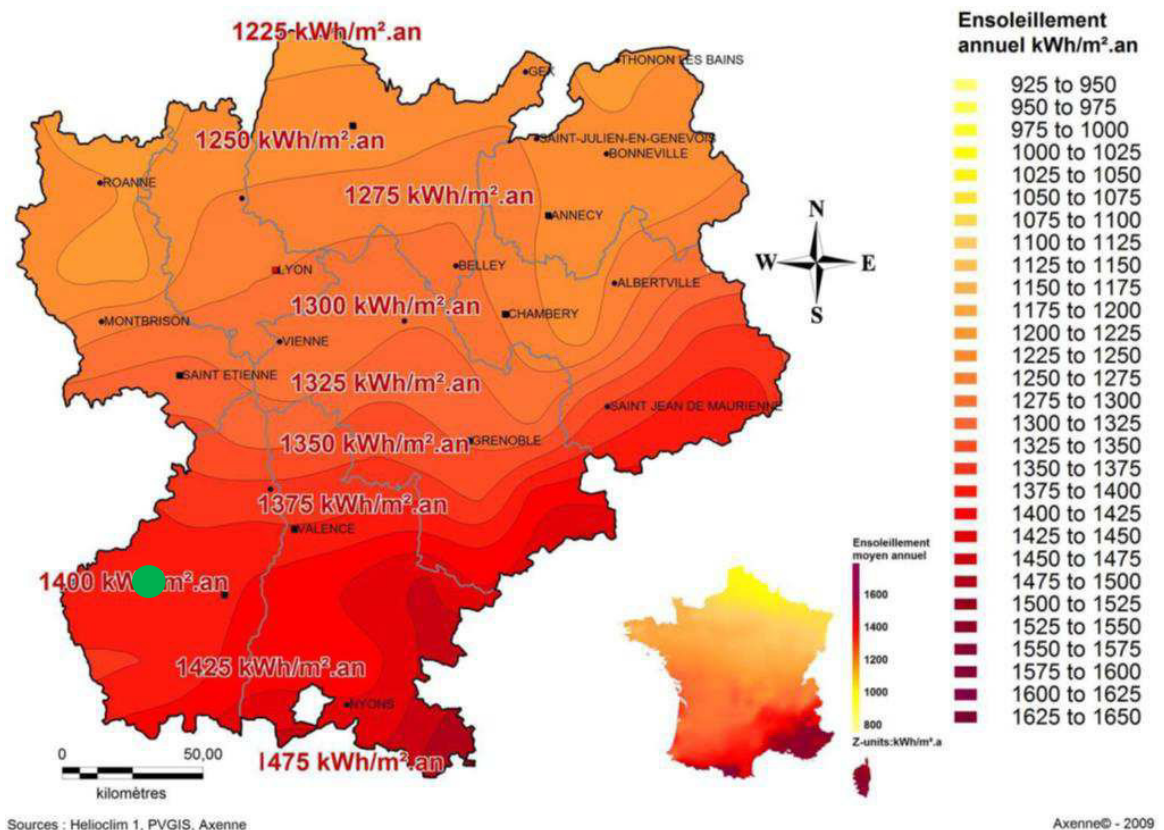 1225 kWh/m².an
GEX
THONON LES BAINS
1250 kWh/m².an
SAINT-JULIEN-EN-GENEVOIS
BONNEVILLE
ROANNE
1275 kWh/m².an
ANNECY
LYON
BELLEY
ALBERTVILLE
1300 kWh/m².an
CHAMBERY
MONTBRISON
VIENNE
SAINT ETIENNE
1325 kWh/m².an
SAINT JEAN DE MAURIENNE
1350 kWh/m².an
GRENOBLE
1375 kWh/m².an
VALENCE
1400 kW m².an
1425 kWh/m².an
NYONS
1475 kWh/m².an
0 50,00
kilomètres
N
W E
S
Ensoleillement
annuel kWh/m².an
925 to 950
950 to 975
975 to 1000
1000 to 1025
1025 to 1050
1050 to 1075
1075 to 1100
1100 to 1125
1125 to 1150
1150 to 1175
1175 to 1200
1200 to 1225
1225 to 1250
1250 to 1275
1275 to 1300
1300 to 1325
1325 to 1350
1350 to 1375
1375 to 1400
1400 to 1425
1425 to 1450
1450 to 1475
1475 to 1500
1500 to 1525
1525 to 1550
1550 to 1575
1575 to 1600
1600 to 1625
1625 to 1650
Ensoleillement
moyen annuel
1600
1400
1200
1000
800
Z-units:kWh/m².a
Sources : Helioclim 1, PVGIS, Axenne
Axenne© - 2009